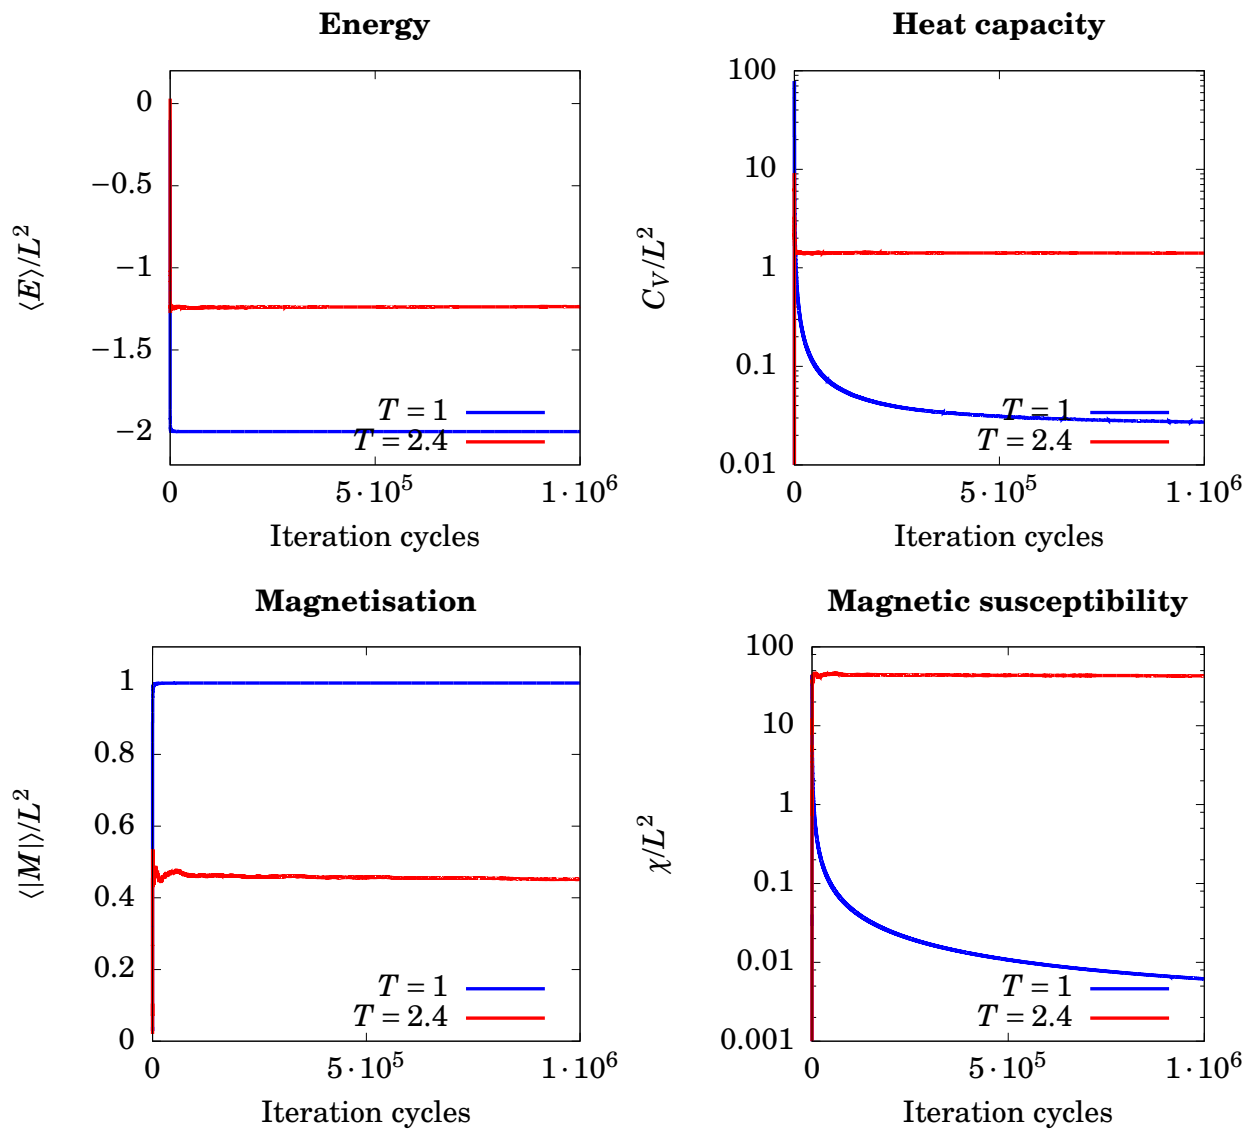 Energy
0
−0.5
−1
−1.5
−2
⟨E⟩/L²
T = 1
T = 2.4
0
5·10⁵
1·10⁶
Iteration cycles
Heat capacity
100
10
1
0.1
0.01
C_V/L²
T = 1
T = 2.4
0
5·10⁵
1·10⁶
Iteration cycles
Magnetisation
1
0.8
0.6
0.4
0.2
0
⟨|M|⟩/L²
T = 1
T = 2.4
0
5·10⁵
1·10⁶
Iteration cycles
Magnetic susceptibility
100
10
1
0.1
0.01
0.001
χ/L²
T = 1
T = 2.4
0
5·10⁵
1·10⁶
Iteration cycles